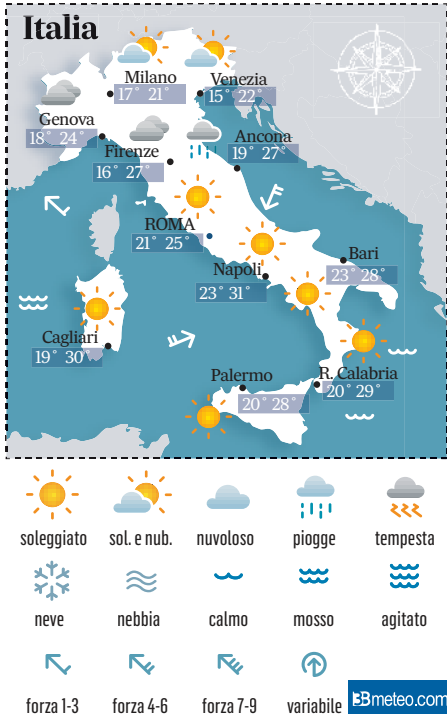 Italia
Milano
17° 21°
Venezia
15° 22°
Genova
18° 24°
Firenze
16° 27°
Ancona
19° 27°
ROMA
21° 25°
Napoli
23° 31°
Bari
23° 28°
Cagliari
19° 30°
Palermo
20° 28°
R. Calabria
20° 29°
soleggiato sol. e nub. nuvoloso piogge tempesta
neve nebbia calmo mosso agitato
forza 1-3 forza 4-6 forza 7-9 variabile
3Bmeteo.com